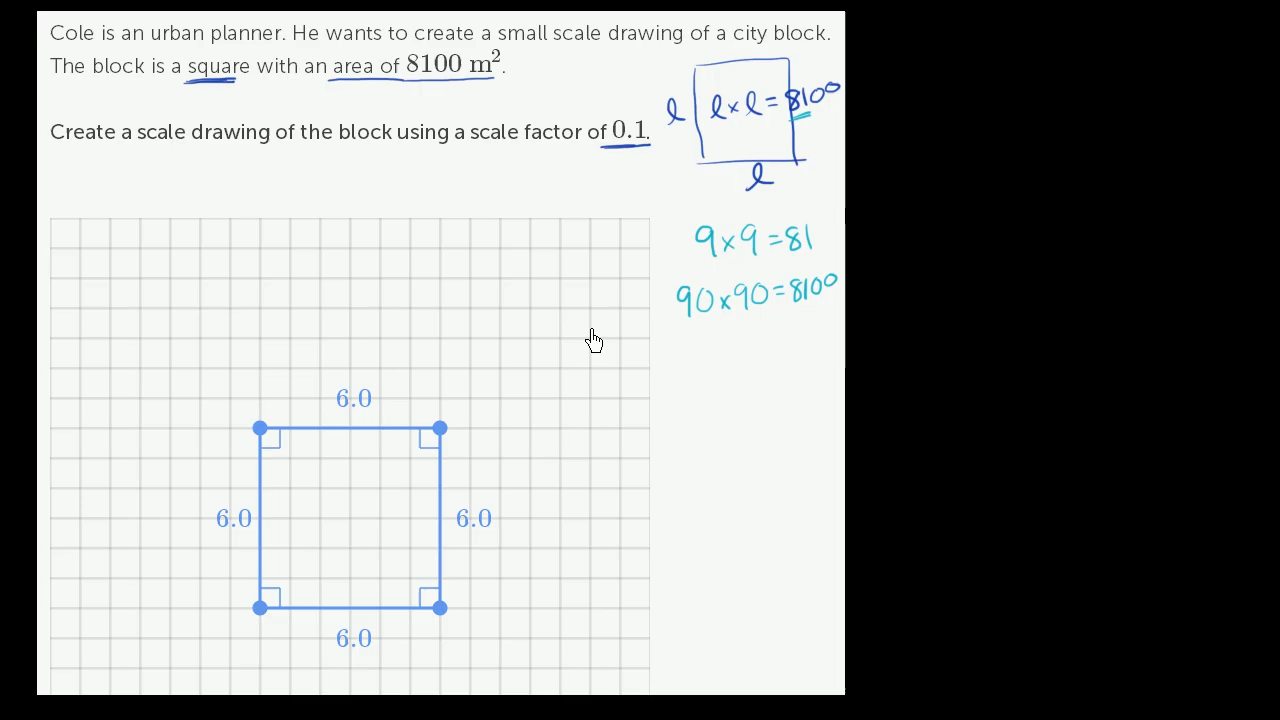 Cole is an urban planner. He wants to create a small scale drawing of a city block.
The block is a square with an area of 8100 m².
Create a scale drawing of the block using a scale factor of 0.1.
l
l × l = 8100
l
9 × 9 = 81
90 × 90 = 8100
6.0
6.0
6.0
6.0